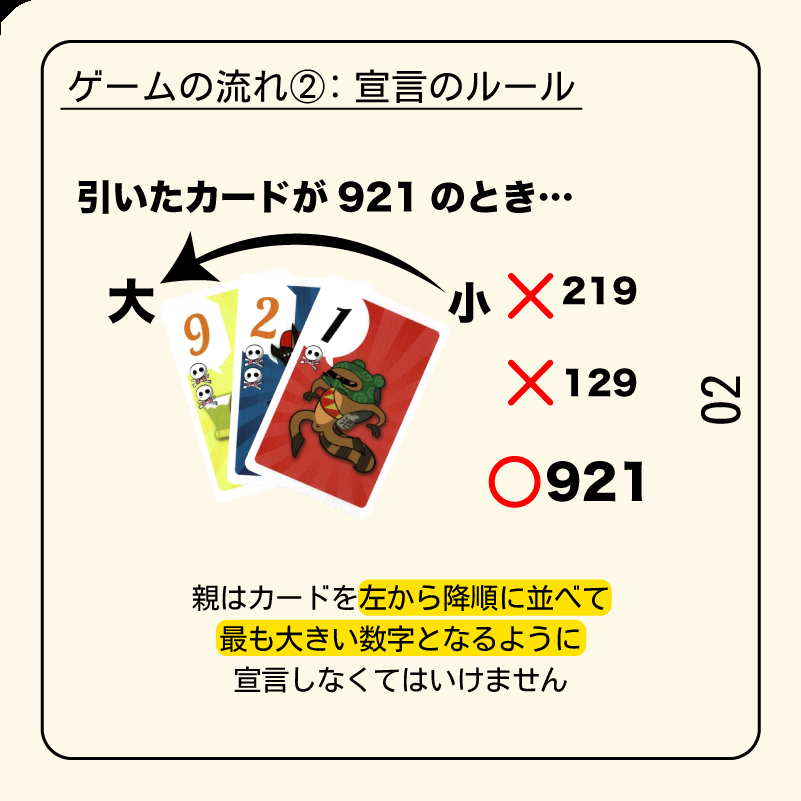 ゲームの流れ②：宣言のルール
引いたカードが 921 のとき…
大
小
9
2
1
×219
×129
○921
02
親はカードを左から降順に並べて
最も大きい数字となるように
宣言しなくてはいけません